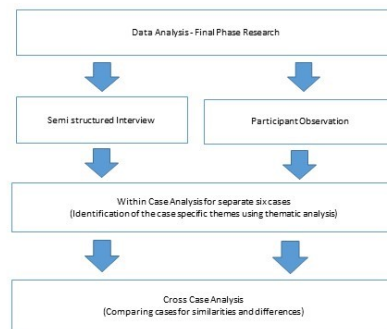 Data Analysis - Final Phase Research
Semi structured Interview
Participant Observation
Within Case Analysis for separate six cases
(Identification of the case specific themes using thematic analysis)
Cross Case Analysis
(Comparing cases for similarities and differences)